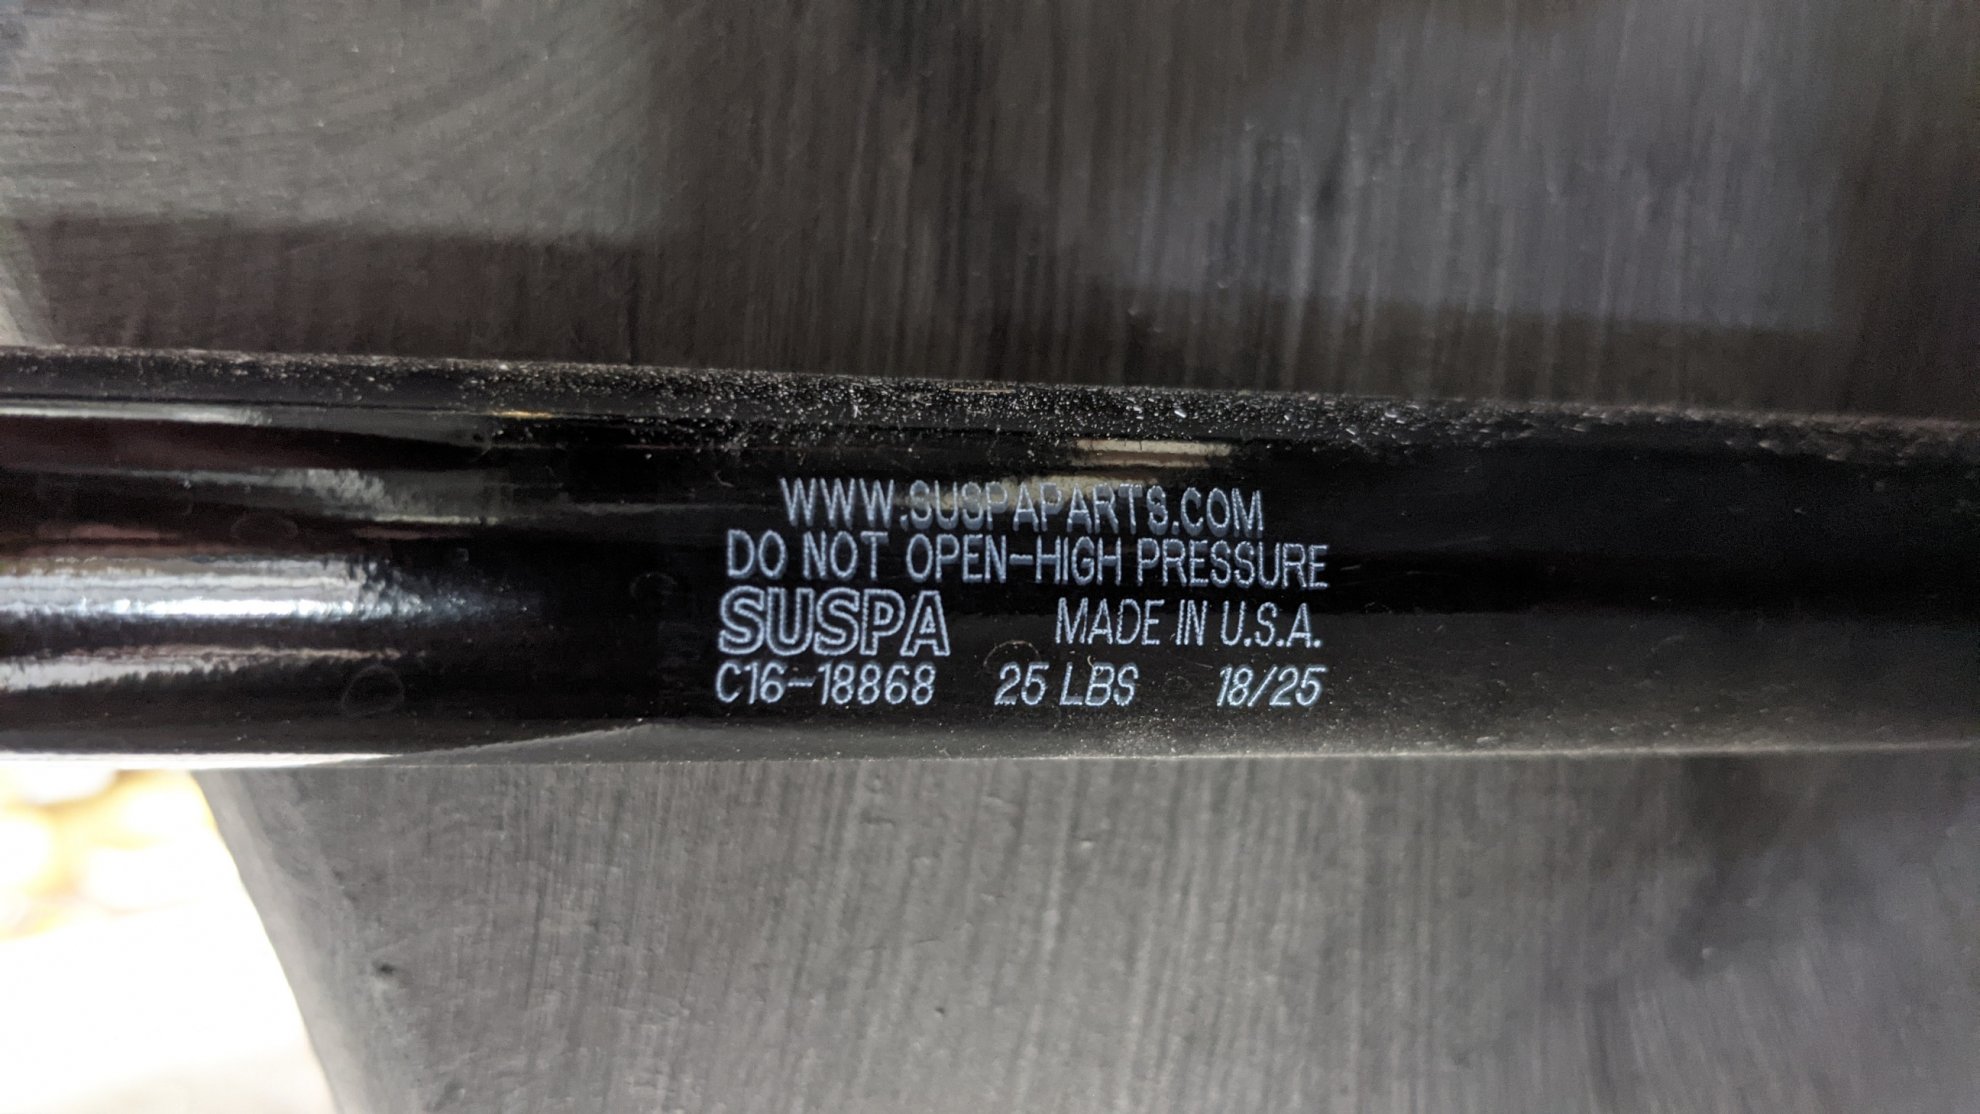 WWW.SUSPAPARTS.COM
DO NOT OPEN-HIGH PRESSURE
SUSPA MADE IN U.S.A.
C16-18868 25 LBS 18/25